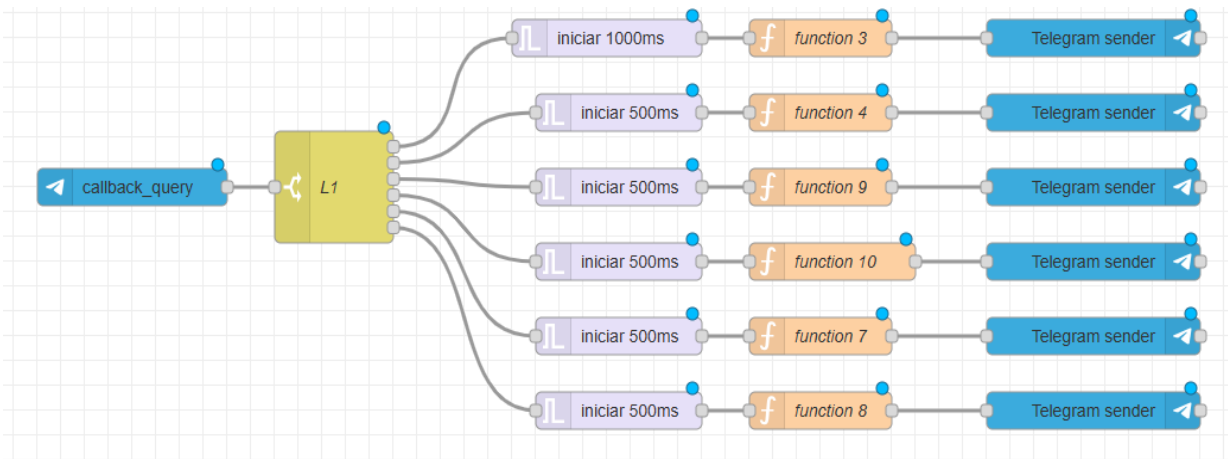 iniciar 1000ms function 3 Telegram sender
iniciar 500ms function 4 Telegram sender
callback_query L1 iniciar 500ms function 9 Telegram sender
iniciar 500ms function 10 Telegram sender
iniciar 500ms function 7 Telegram sender
iniciar 500ms function 8 Telegram sender